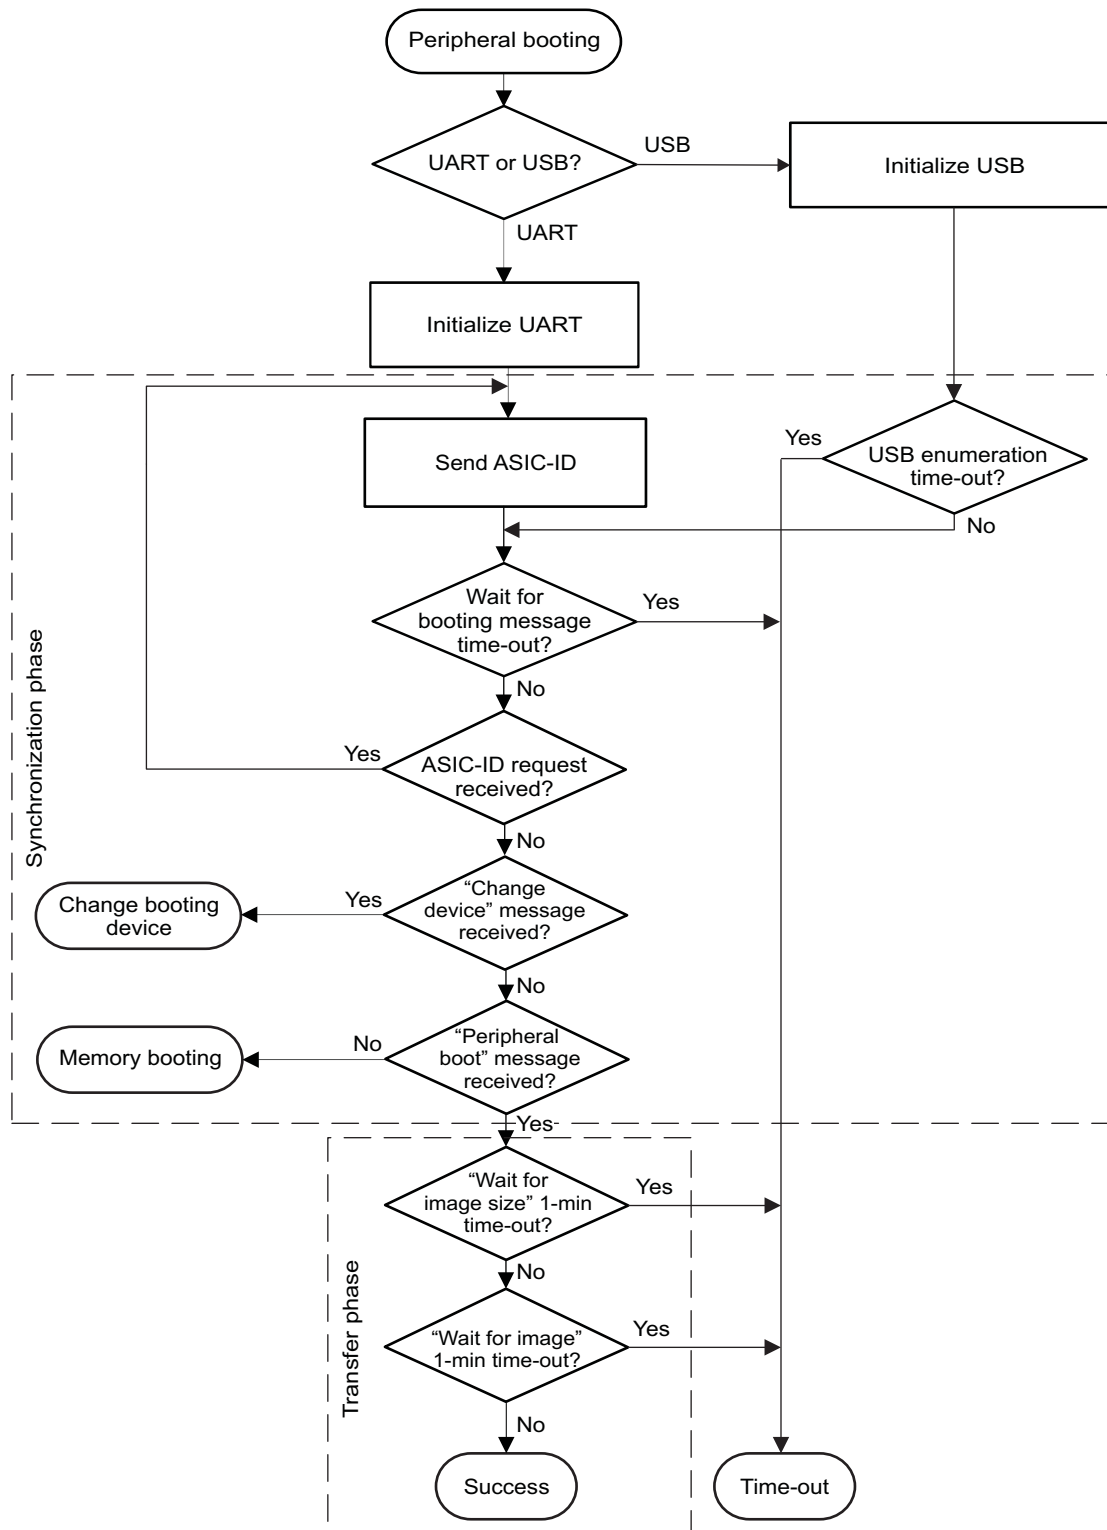 Peripheral booting
UART or USB?
USB
Initialize USB
UART
Initialize UART
Synchronization phase
Send ASIC-ID
Yes
USB enumeration
time-out?
No
Wait for
booting message
time-out?
Yes
No
Yes
ASIC-ID request
received?
No
Change booting
device
Yes
“Change
device” message
received?
No
Memory booting
No
“Peripheral
boot” message
received?
Yes
Transfer phase
“Wait for
image size” 1-min
time-out?
Yes
No
“Wait for image”
1-min time-out?
Yes
No
Success
Time-out